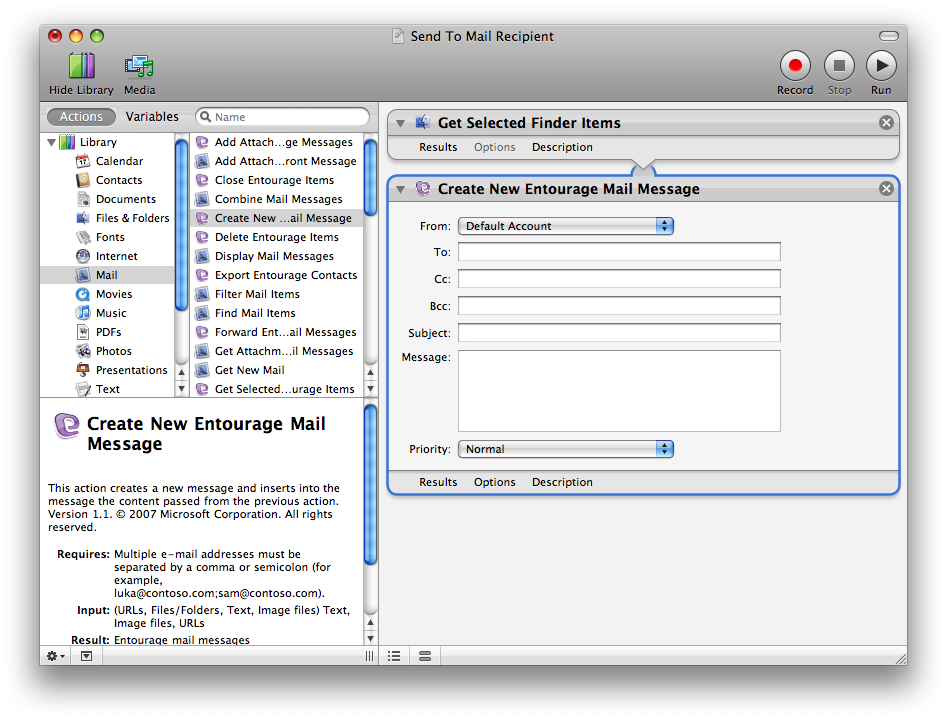 Send To Mail Recipient
Hide Library
Media
Record
Stop
Run
Actions
Variables
Name
Library
Calendar
Contacts
Documents
Files & Folders
Fonts
Internet
Mail
Movies
Music
PDFs
Photos
Presentations
Text
Add Attach...ge Messages
Add Attach...ront Message
Close Entourage Items
Combine Mail Messages
Create New ...ail Message
Delete Entourage Items
Display Mail Messages
Export Entourage Contacts
Filter Mail Items
Find Mail Items
Forward Ent...ail Messages
Get Attachm...il Messages
Get New Mail
Get Selected...urage Items
Create New Entourage Mail
Message
This action creates a new message and inserts into the
message the content passed from the previous action.
Version 1.1. © 2007 Microsoft Corporation. All rights
reserved.
Requires: Multiple e-mail addresses must be
separated by a comma or semicolon (for
example,
luka@contoso.com;sam@contoso.com).
Input: (URLs, Files/Folders, Text, Image files) Text,
Image files, URLs
Result: Entourage mail messages
Get Selected Finder Items
Results Options Description
Create New Entourage Mail Message
From: Default Account
To:
Cc:
Bcc:
Subject:
Message:
Priority: Normal
Results Options Description